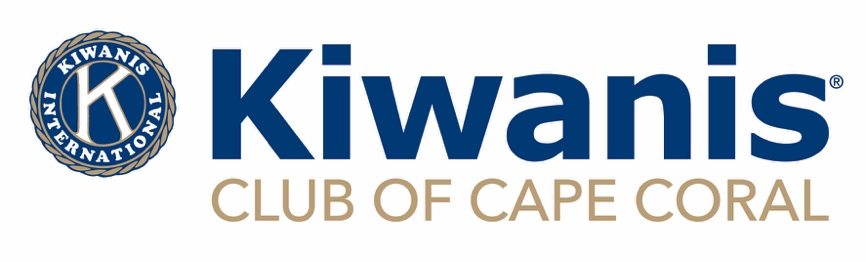 KIWANIS
K
INTERNATIONAL
Kiwanis®
CLUB OF CAPE CORAL